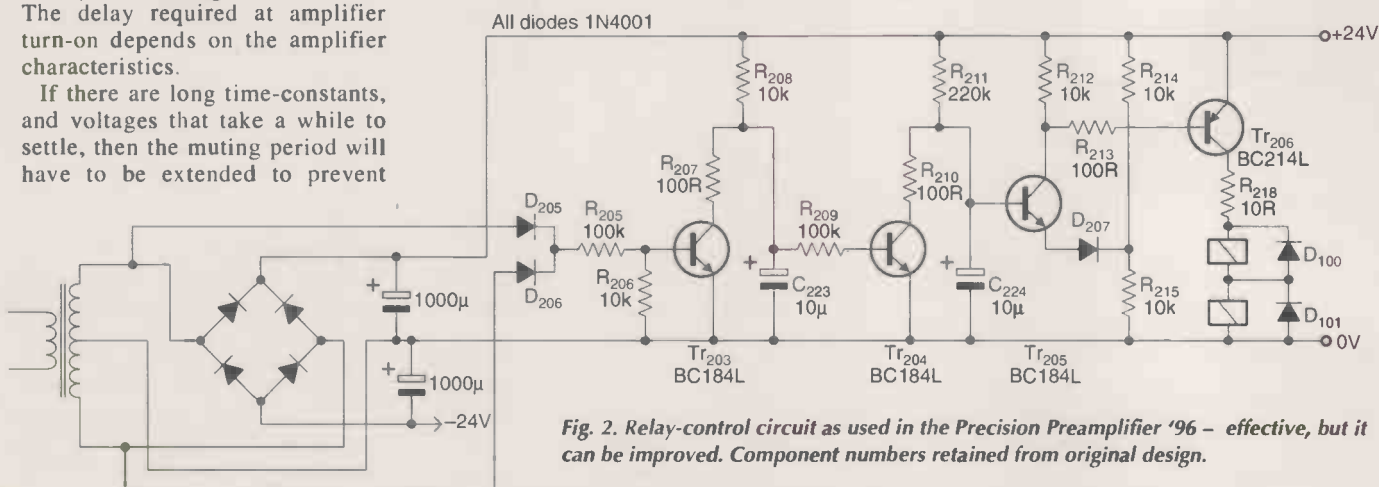 The delay required at amplifier
turn-on depends on the amplifier
characteristics.
If there are long time-constants,
and voltages that take a while to
settle, then the muting period will
have to be extended to prevent
All diodes 1N4001
+24V
R208
10k
R211
220k
R212
10k
R214
10k
R213
100R
Tr206
BC214L
R207
100R
R210
100R
R218
10R
D205
R205
100k
R209
100k
D207
D206
R206
10k
C223
10µ
C224
10µ
R215
10k
D100
D101
+
1000µ
+
+
0V
Tr203
BC184L
Tr204
BC184L
Tr205
BC184L
+
1000µ
–24V
Fig. 2. Relay-control circuit as used in the Precision Preamplifier '96 – effective, but it
can be improved. Component numbers retained from original design.